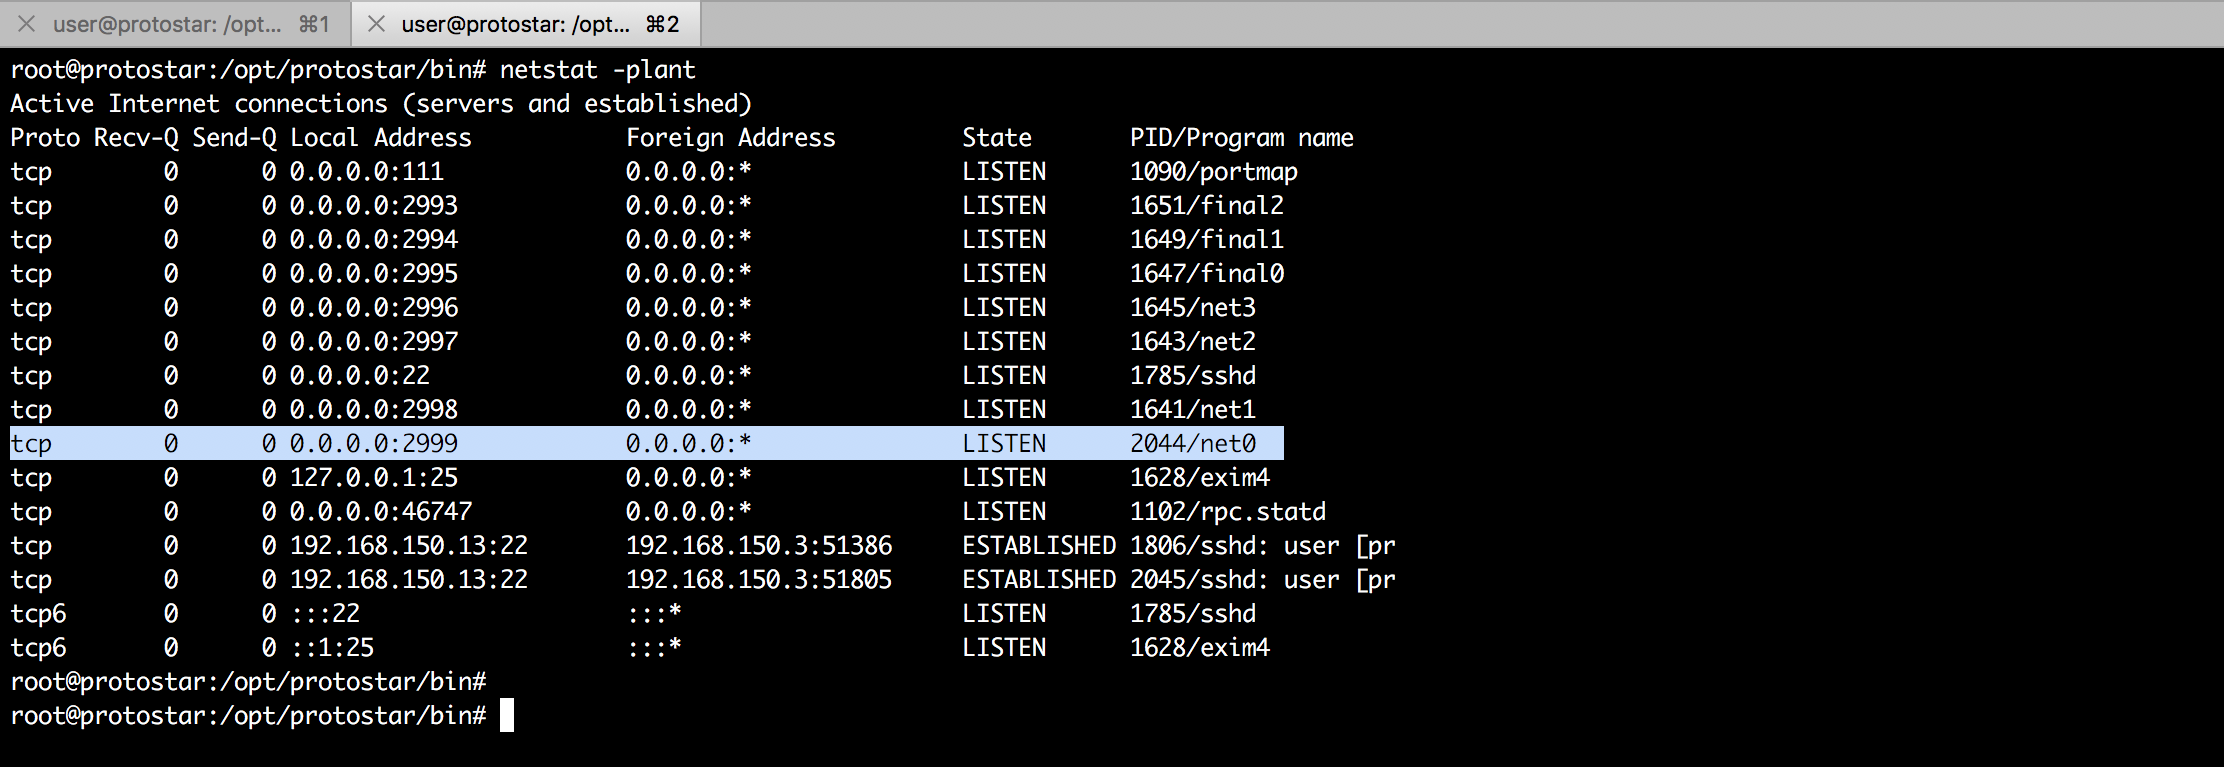 user@protostar: /opt... ⌘1 user@protostar: /opt... ⌘2
root@protostar:/opt/protostar/bin# netstat -plant
Active Internet connections (servers and established)
Proto Recv-Q Send-Q Local Address           Foreign Address         State       PID/Program name
tcp        0      0 0.0.0.0:111             0.0.0.0:*               LISTEN      1090/portmap
tcp        0      0 0.0.0.0:2993            0.0.0.0:*               LISTEN      1651/final2
tcp        0      0 0.0.0.0:2994            0.0.0.0:*               LISTEN      1649/final1
tcp        0      0 0.0.0.0:2995            0.0.0.0:*               LISTEN      1647/final0
tcp        0      0 0.0.0.0:2996            0.0.0.0:*               LISTEN      1645/net3
tcp        0      0 0.0.0.0:2997            0.0.0.0:*               LISTEN      1643/net2
tcp        0      0 0.0.0.0:22              0.0.0.0:*               LISTEN      1785/sshd
tcp        0      0 0.0.0.0:2998            0.0.0.0:*               LISTEN      1641/net1
tcp        0      0 0.0.0.0:2999            0.0.0.0:*               LISTEN      2044/net0
tcp        0      0 127.0.0.1:25            0.0.0.0:*               LISTEN      1628/exim4
tcp        0      0 0.0.0.0:46747           0.0.0.0:*               LISTEN      1102/rpc.statd
tcp        0      0 192.168.150.13:22       192.168.150.3:51386     ESTABLISHED 1806/sshd: user [pr
tcp        0      0 192.168.150.13:22       192.168.150.3:51805     ESTABLISHED 2045/sshd: user [pr
tcp6       0      0 :::22                   :::*                    LISTEN      1785/sshd
tcp6       0      0 ::1:25                  :::*                    LISTEN      1628/exim4
root@protostar:/opt/protostar/bin#
root@protostar:/opt/protostar/bin#